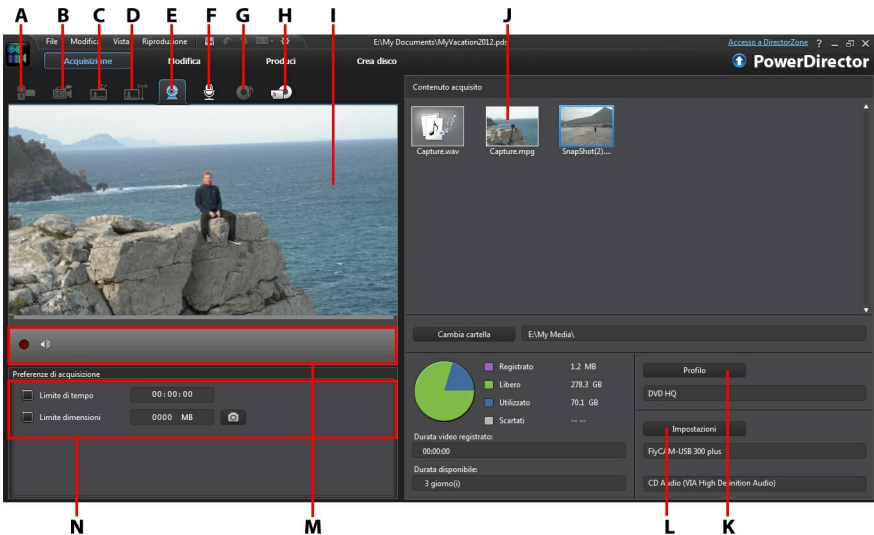 A B C D E F G H I J
File Modifica Vista Riproduzione E:\My Documents\MyVacation2012.pds Accesso a DirectorZone ?
Acquisizione Modifica Produci Crea disco PowerDirector
Contenuto acquisito
Capture.wav Capture.mpg SnapShot(2)....
Cambia cartella E:\My Media\
Preferenze di acquisizione
Limite di tempo 00:00:00
Limite dimensioni 0000 MB
Registrato 1.2 MB
Libero 278.3 GB
Utilizzato 70.1 GB
Scartati -- --
Durata video registrato:
00:00:00
Durata disponibile:
3 giorno(i)
Profilo
DVD HQ
Impostazioni
FlyCAM-USB 300 plus
CD Audio (VIA High Definition Audio)
N M L K